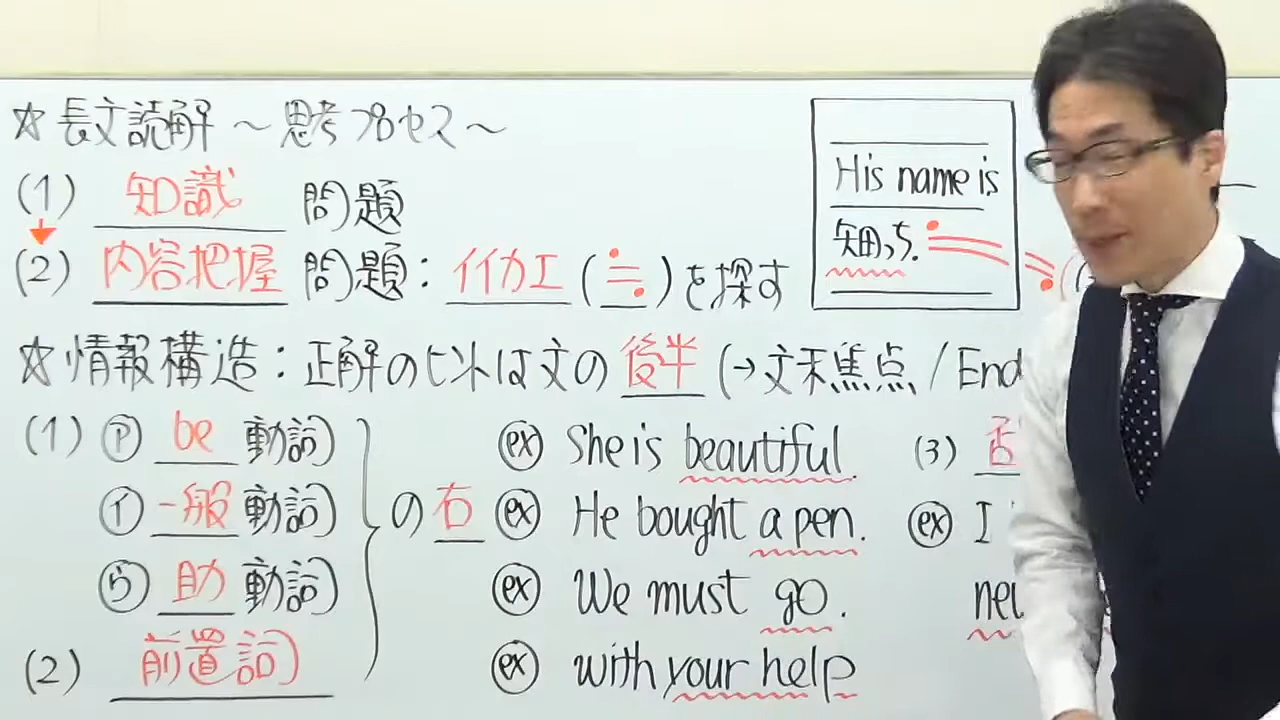 ☆長文読解～思考プロセス～
(1) 知識 問題
(2) 内容把握 問題：イイカエ(≒)を探す
His name is
知っち.
☆情報構造：正解のヒントは文の後半(→文末焦点/End
(1) ㋐ be 動詞
㋑ 一般 動詞
㋒ 助 動詞
の右
(2) 前置詞
ex She is beautiful.
ex He bought a pen.
ex We must go.
ex with your help
(3) 否
ex I